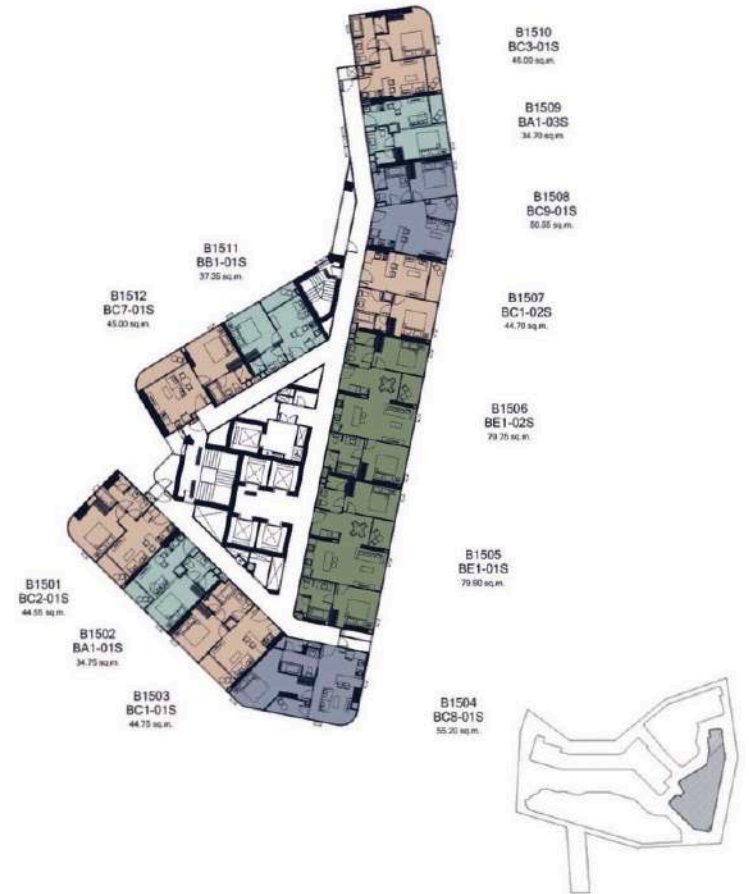 B1510
BC3-01S
45.00 sq.m.
B1509
BA1-03S
34.70 sq.m.
B1508
BC9-01S
50.55 sq.m.
B1511
BB1-01S
37.35 sq.m.
B1512
BC7-01S
45.00 sq.m.
B1507
BC1-02S
44.70 sq.m.
B1506
BE1-02S
79.75 sq.m.
B1505
BE1-01S
79.90 sq.m.
B1501
BC2-01S
44.55 sq.m.
B1502
BA1-01S
34.75 sq.m.
B1503
BC1-01S
44.75 sq.m.
B1504
BC8-01S
55.20 sq.m.